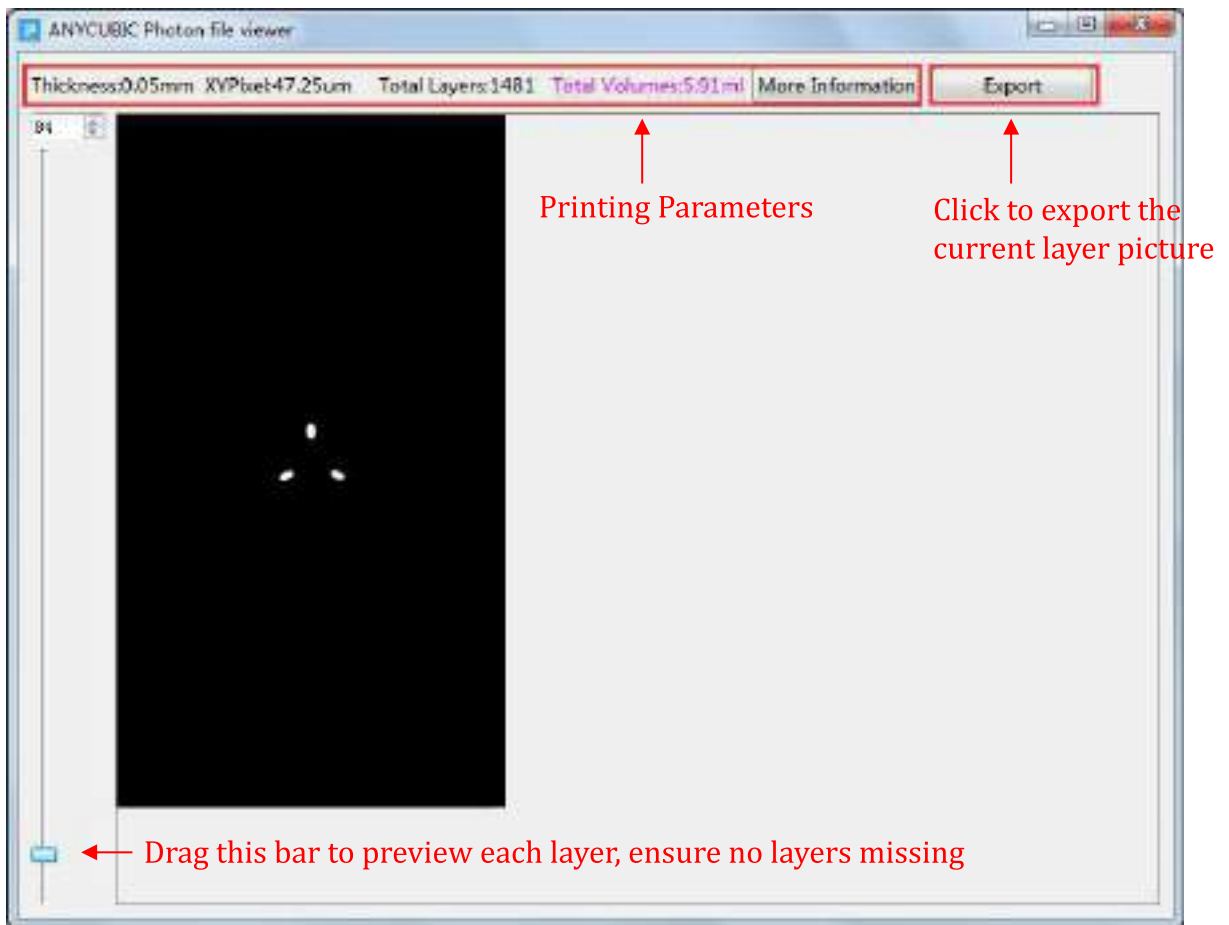 ANYCUBIC Photon file viewer
Thickness:0.05mm XYPixel:47.25um Total Layers:1481 Total Volumes:5.91ml More Information Export
94
Printing Parameters
Click to export the
current layer picture
Drag this bar to preview each layer, ensure no layers missing